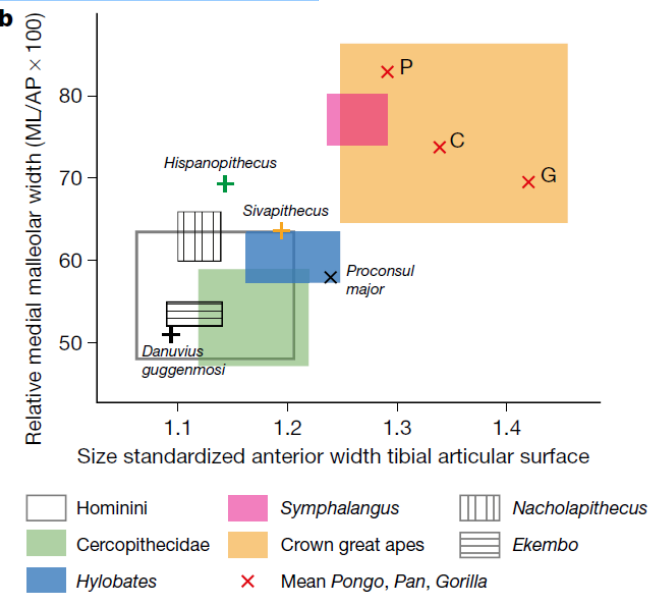 b
Relative medial malleolar width (ML/AP × 100)
80
70
60
50
P
C
G
Hispanopithecus
Sivapithecus
Proconsul
major
Danuvius
guggenmosi
1.1 1.2 1.3 1.4
Size standardized anterior width tibial articular surface
Hominini Symphalangus Nacholapithecus
Cercopithecidae Crown great apes Ekembo
Hylobates Mean Pongo, Pan, Gorilla